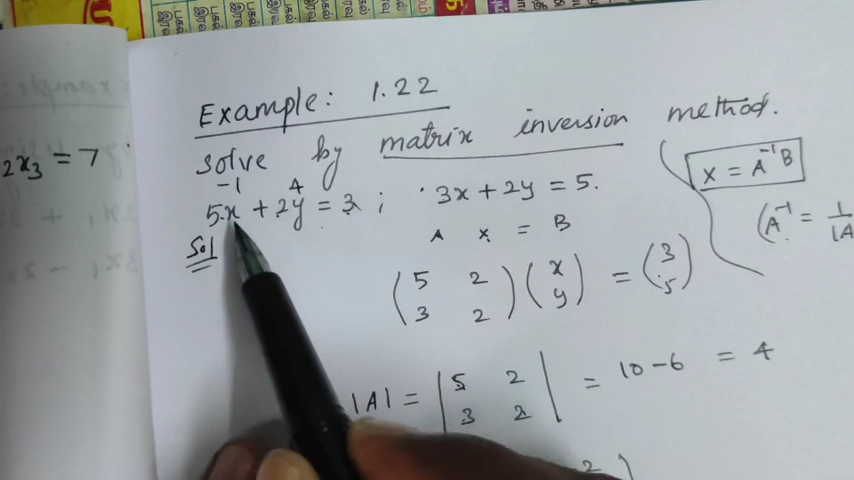 Example: 1.22
Solve by matrix inversion method.
-1 4
5x + 2y = 3 ; 3x + 2y = 5.
X = A⁻¹B
2x₃ = 7
Sol
A X = B
(A⁻¹ = 1/|A
(5 2; 3 2) (x; y) = (3; 5)
|A| = |5 2; 3 2| = 10 - 6 = 4
2